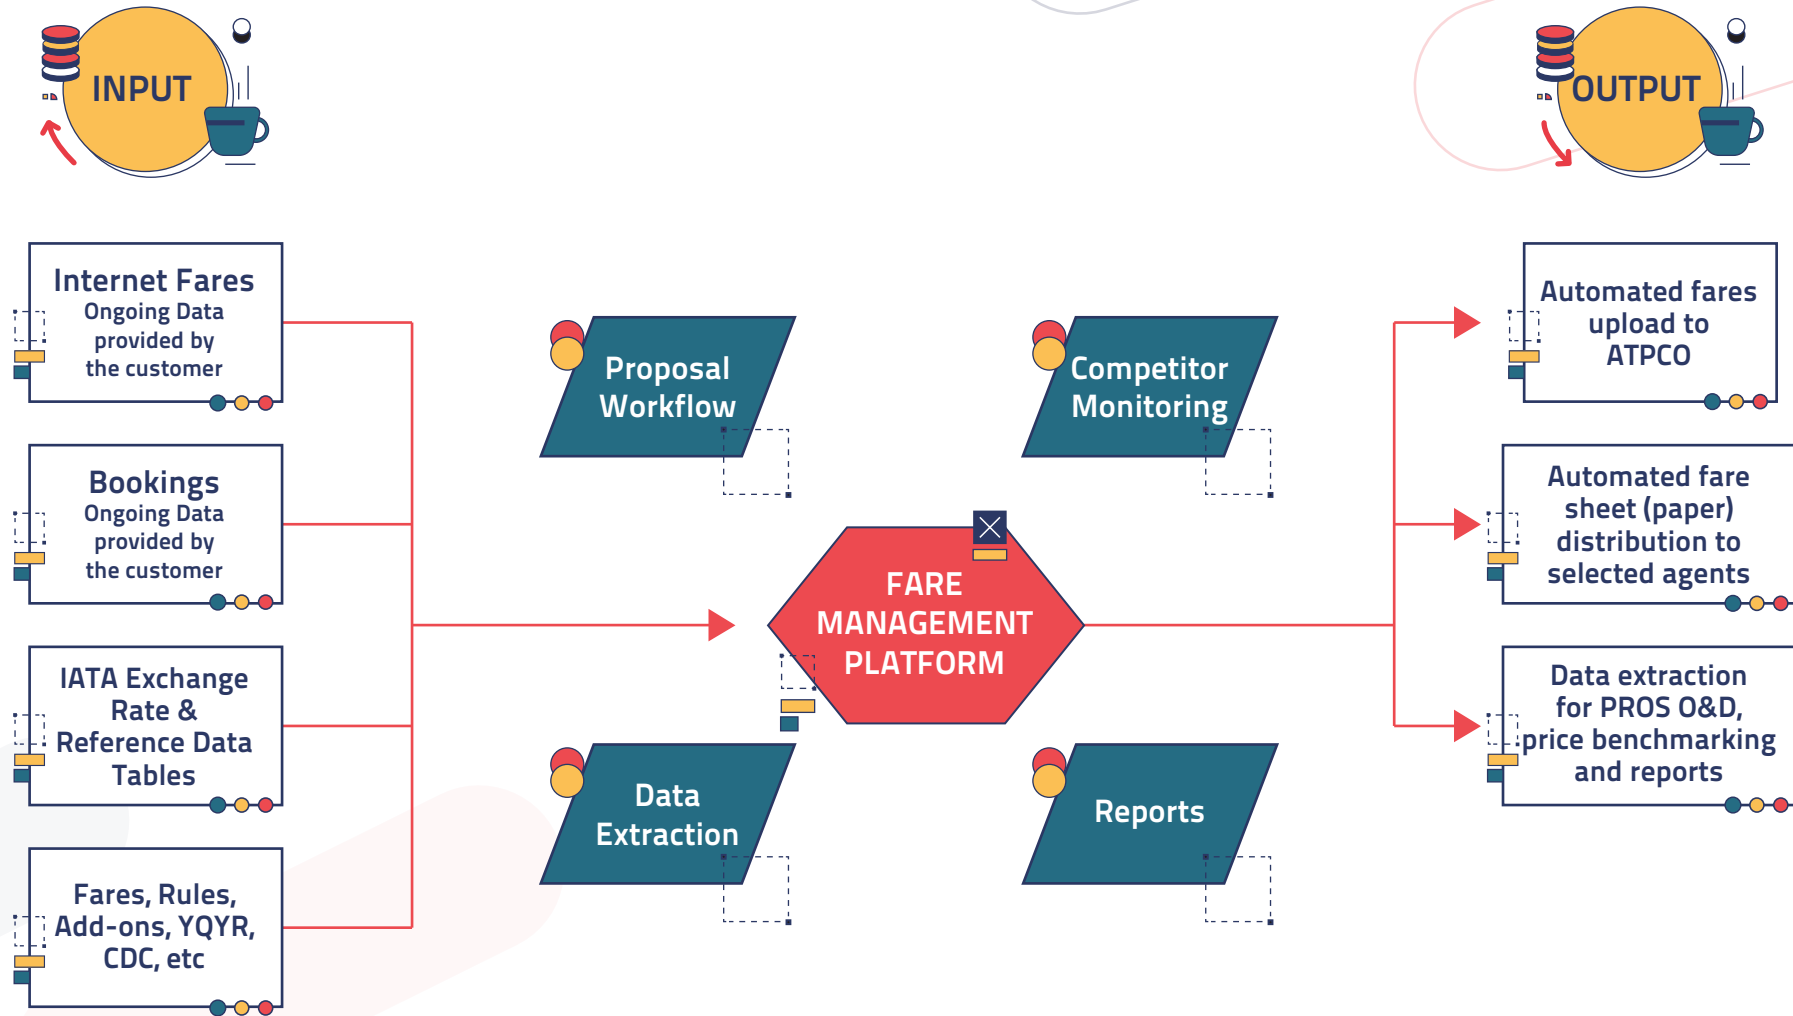 INPUT
OUTPUT
Internet Fares
Ongoing Data
provided by
the customer
Bookings
Ongoing Data
provided by
the customer
IATA Exchange
Rate &
Reference Data
Tables
Fares, Rules,
Add-ons, YQYR,
CDC, etc
Proposal
Workflow
Competitor
Monitoring
FARE
MANAGEMENT
PLATFORM
Data
Extraction
Reports
Automated fares
upload to
ATPCO
Automated fare
sheet (paper)
distribution to
selected agents
Data extraction
for PROS O&D,
price benchmarking
and reports